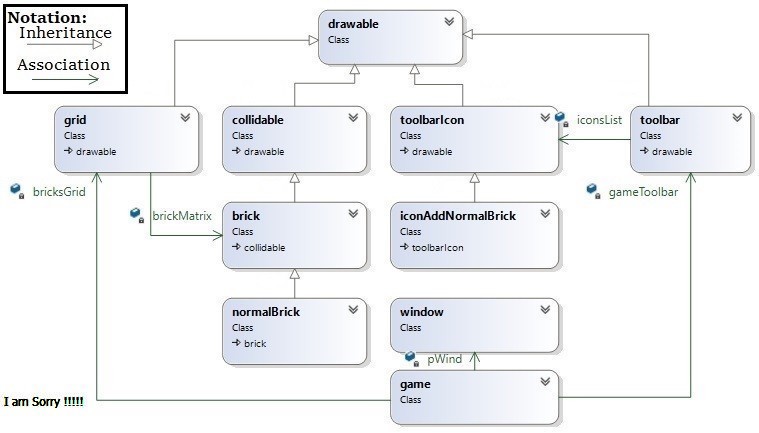 Notation:
Inheritance
Association
drawable
Class
grid
Class
drawable
collidable
Class
drawable
toolbarIcon
Class
drawable
iconsList
toolbar
Class
drawable
bricksGrid
brickMatrix
brick
Class
collidable
iconAddNormalBrick
Class
toolbarIcon
gameToolbar
normalBrick
Class
brick
window
Class
pWind
game
Class
I am Sorry !!!!!